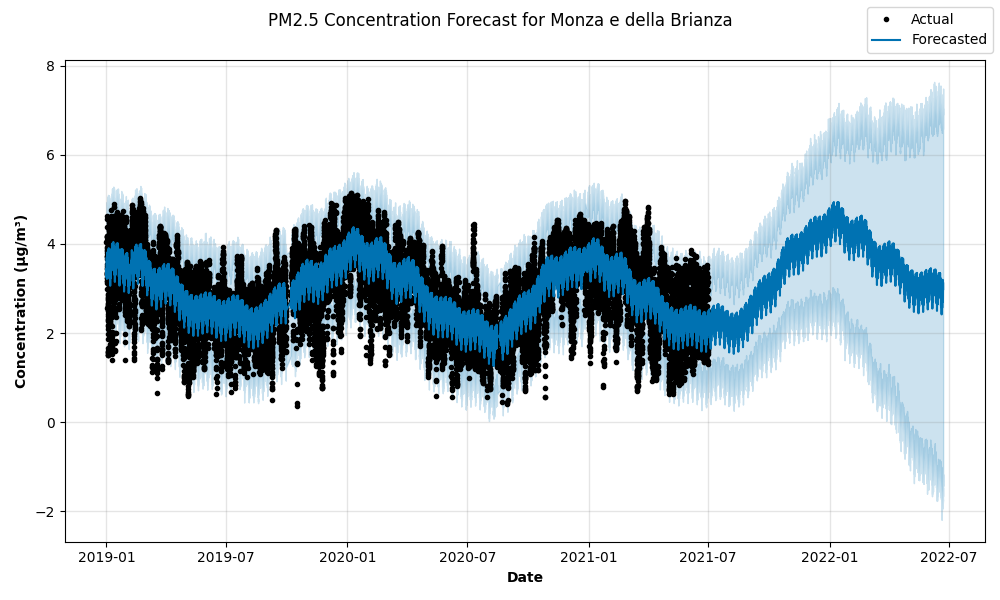 PM2.5 Concentration Forecast for Monza e della Brianza
Actual
Forecasted
Concentration (µg/m³)
8
6
4
2
0
−2
2019-01
2019-07
2020-01
2020-07
2021-01
2021-07
2022-01
2022-07
Date